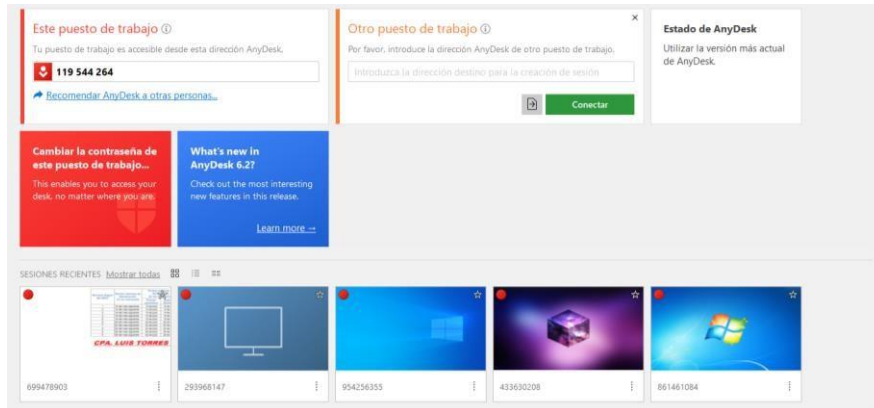 Este puesto de trabajo
Tu puesto de trabajo es accesible desde esta dirección AnyDesk.
119 544 264
Recomendar AnyDesk a otras personas...
Otro puesto de trabajo
Por favor, introduce la dirección AnyDesk de otro puesto de trabajo.
Introduzca la dirección destino para la creación de sesión
Conectar
Estado de AnyDesk
Utilizar la versión más actual
de AnyDesk.
Cambiar la contraseña de
este puesto de trabajo...
This enables you to access your
desk, no matter where you are.
What's new in
AnyDesk 6.2?
Check out the most interesting
new features in this release.
Learn more →
SESIONES RECIENTES Mostrar todas
CPA. LUIS TORRES
699478903
293968147
954256355
433630208
861461084